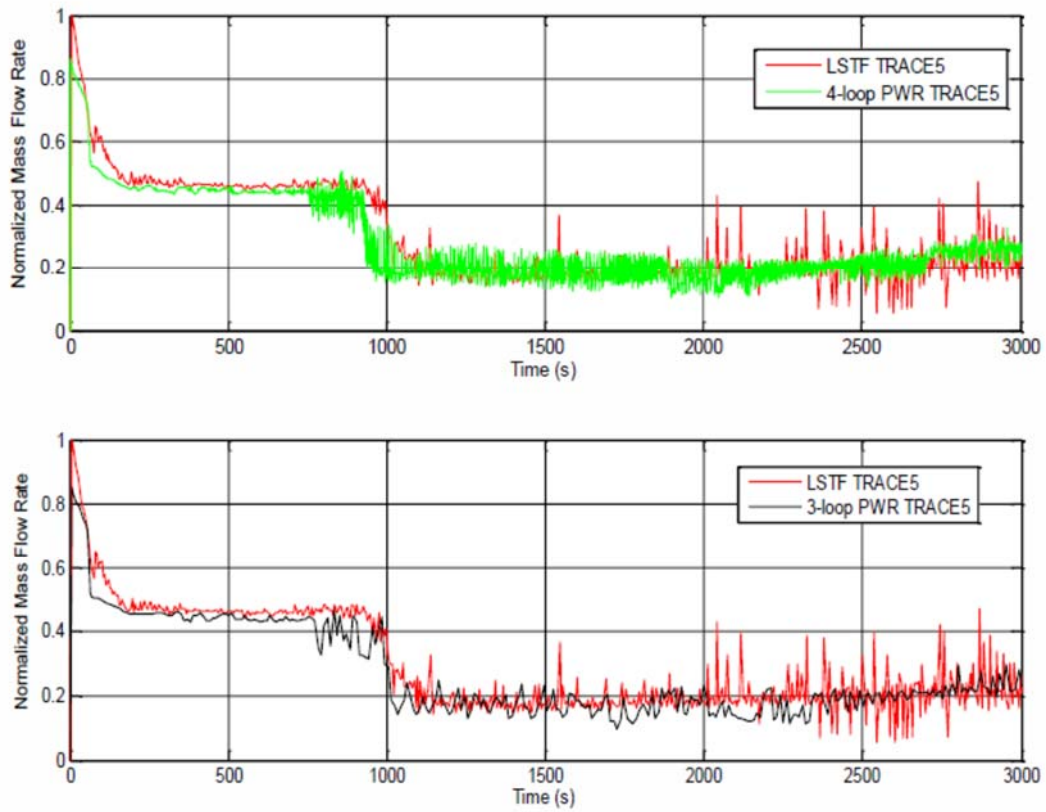 Normalized Mass Flow Rate
1
0.8
0.6
0.4
0.2
0
LSTF TRACE5
4-loop PWR TRACE5
0 500 1000 1500 2000 2500 3000
Time (s)
Normalized Mass Flow Rate
1
0.8
0.6
0.4
0.2
0
LSTF TRACE5
3-loop PWR TRACE5
0 500 1000 1500 2000 2500 3000
Time (s)